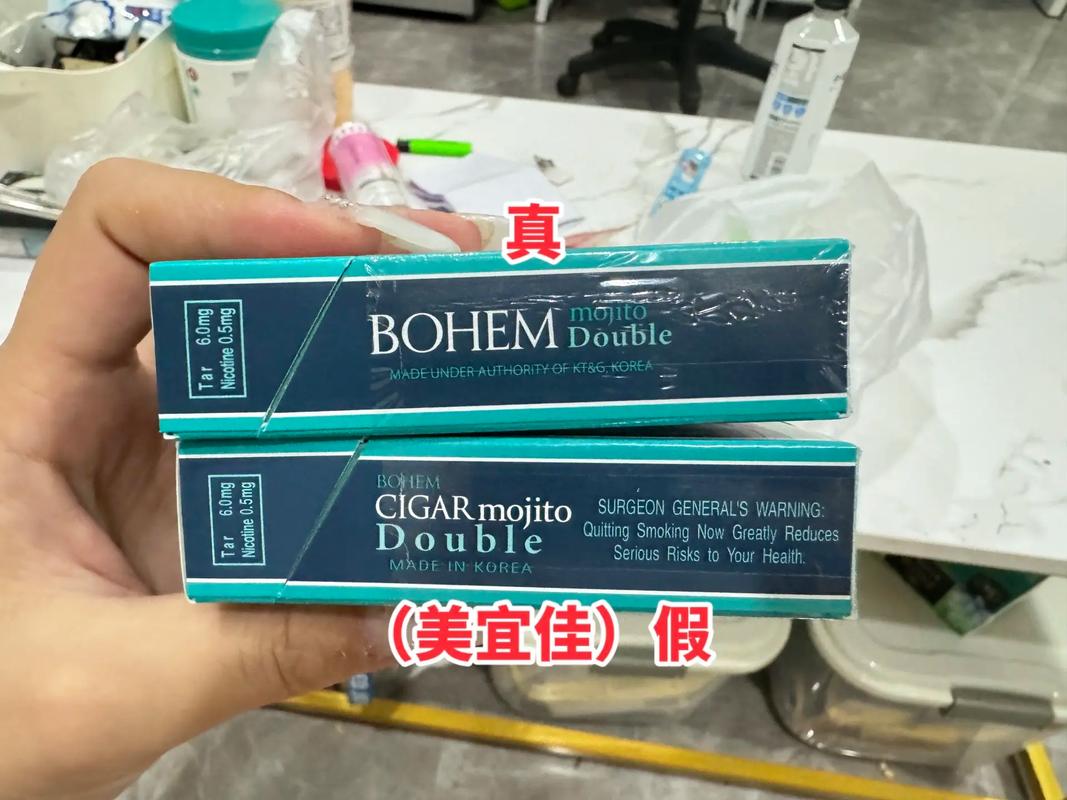 真
Tar 6.0mg
Nicotine 0.5mg
BOHEM mojito
Double
MADE UNDER AUTHORITY OF KT&G, KOREA
Tar 6.0mg
Nicotine 0.5mg
BOHEM
CIGAR mojito
Double
MADE IN KOREA
SURGEON GENERAL'S WARNING:
Quitting Smoking Now Greatly Reduces
Serious Risks to Your Health.
（美宜佳）假